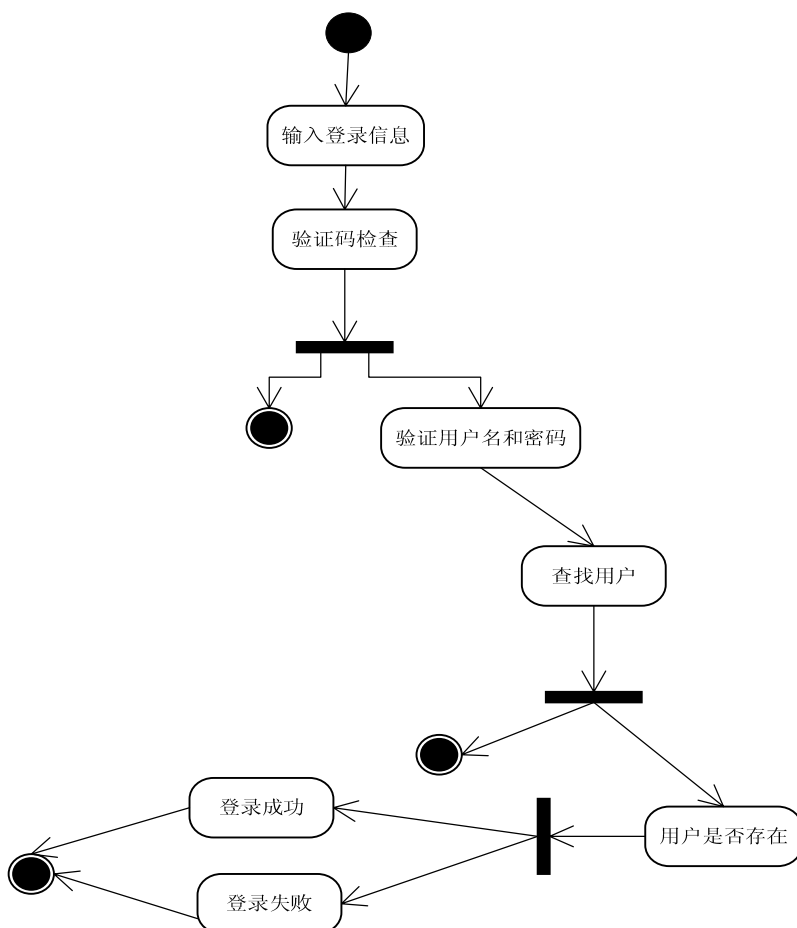 输入登录信息
验证码检查
验证用户名和密码
查找用户
登录成功
用户是否存在
登录失败